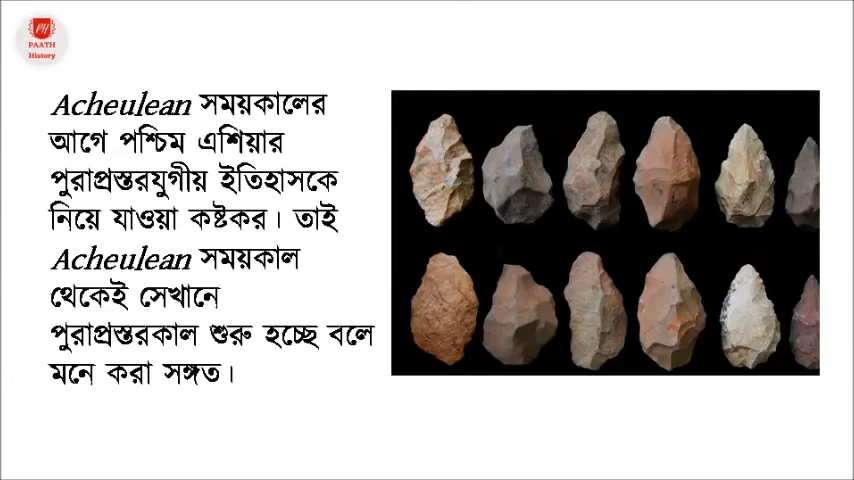 PH
PAATH
History
Acheulean সময়কালের
আগে পশ্চিম এশিয়ার
পুরাপ্রস্তরযুগীয় ইতিহাসকে
নিয়ে যাওয়া কষ্টকর। তাই
Acheulean সময়কাল
থেকেই সেখানে
পুরাপ্রস্তরকাল শুরু হচ্ছে বলে
মনে করা সঙ্গত।